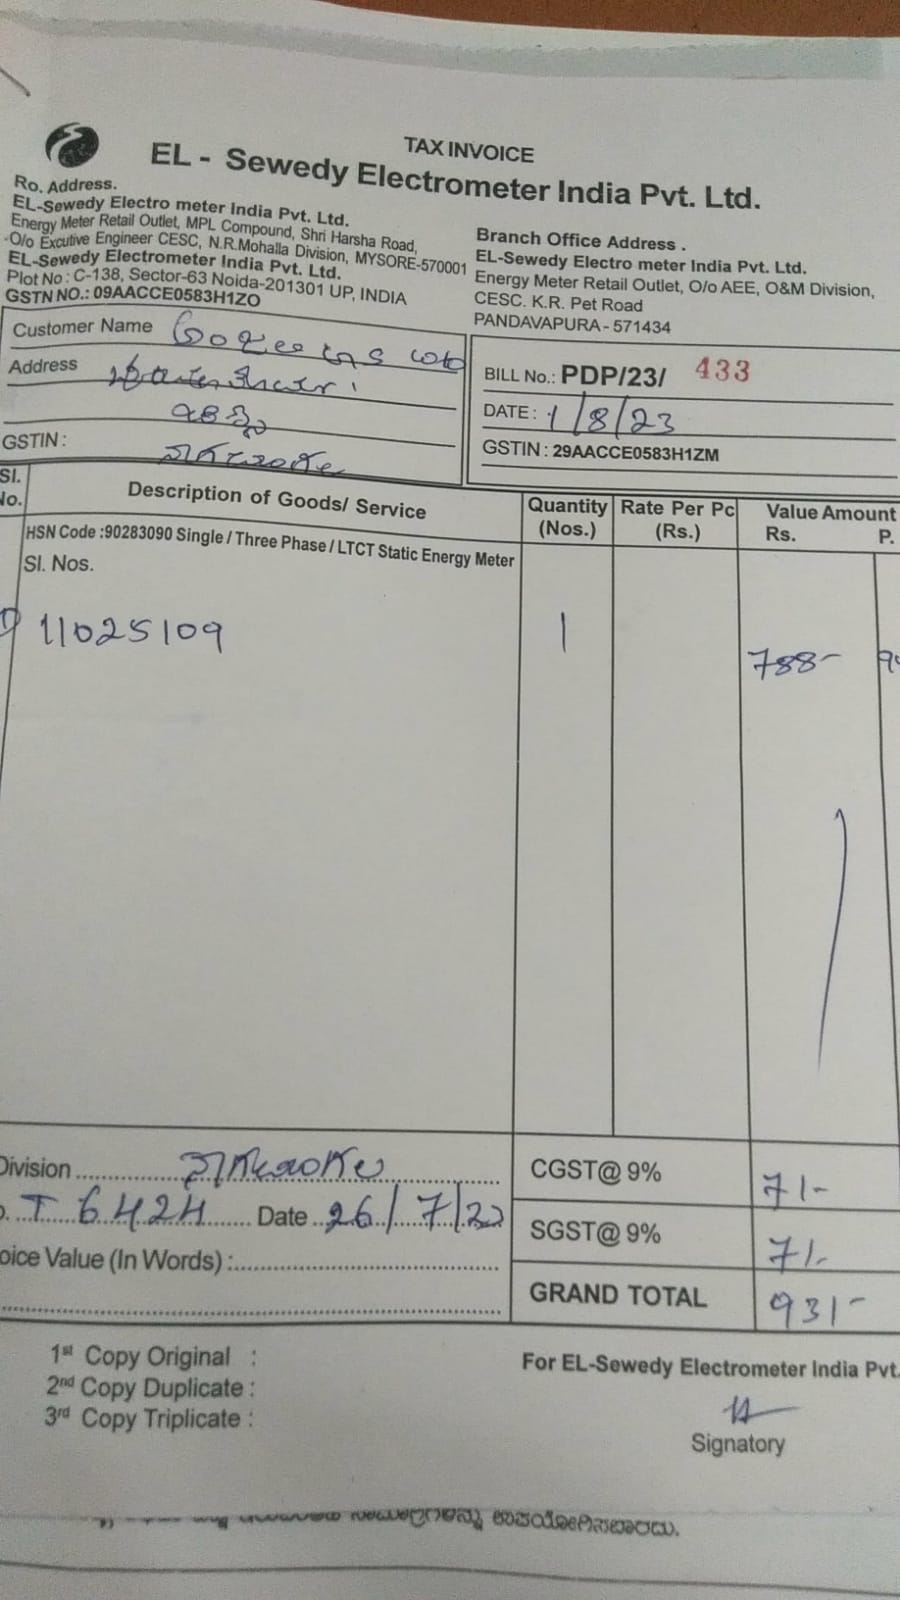 TAX INVOICE
EL - Sewedy Electrometer India Pvt. Ltd.
Ro. Address.
EL-Sewedy Electro meter India Pvt. Ltd.
Energy Meter Retail Outlet, MPL Compound, Shri Harsha Road,
O/o Excutive Engineer CESC, N.R.Mohalla Division, MYSORE-570001
EL-Sewedy Electrometer India Pvt. Ltd.
Plot No : C-138, Sector-63 Noida-201301 UP, INDIA
GSTN NO.: 09AACCE0583H1ZO
Branch Office Address .
EL-Sewedy Electro meter India Pvt. Ltd.
Energy Meter Retail Outlet, O/o AEE, O&M Division,
CESC. K.R. Pet Road
PANDAVAPURA - 571434
Customer Name
Address
GSTIN :
BILL No.: PDP/23/ 433
DATE : 1/8/23
GSTIN : 29AACCE0583H1ZM
Sl. No. Description of Goods/ Service Quantity (Nos.) Rate Per Pc (Rs.) Value Amount Rs. P.
HSN Code :90283090 Single / Three Phase / LTCT Static Energy Meter
Sl. Nos.
11025109 1 788-
Division
T 6424 Date 26/7/23
oice Value (In Words) :
CGST@ 9% 71-
SGST@ 9% 71-
GRAND TOTAL 931-
1st Copy Original :
2nd Copy Duplicate :
3rd Copy Triplicate :
For EL-Sewedy Electrometer India Pvt.
Signatory